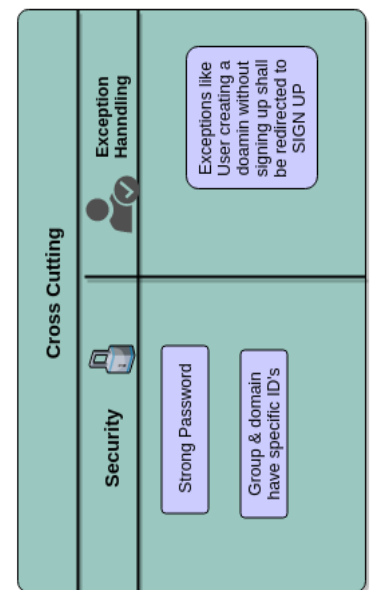 Cross Cutting
Security
Exception
Hanndling
Strong Password
Group & domain
have specific ID's
Exceptions like
User creating a
doamin without
signing up shall
be redirected to
SIGN UP